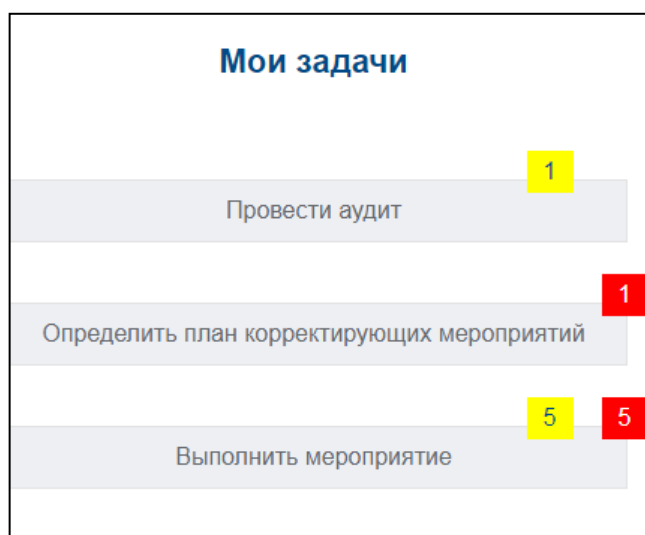 Мои задачи
1
Провести аудит
1
Определить план корректирующих мероприятий
5 5
Выполнить мероприятие